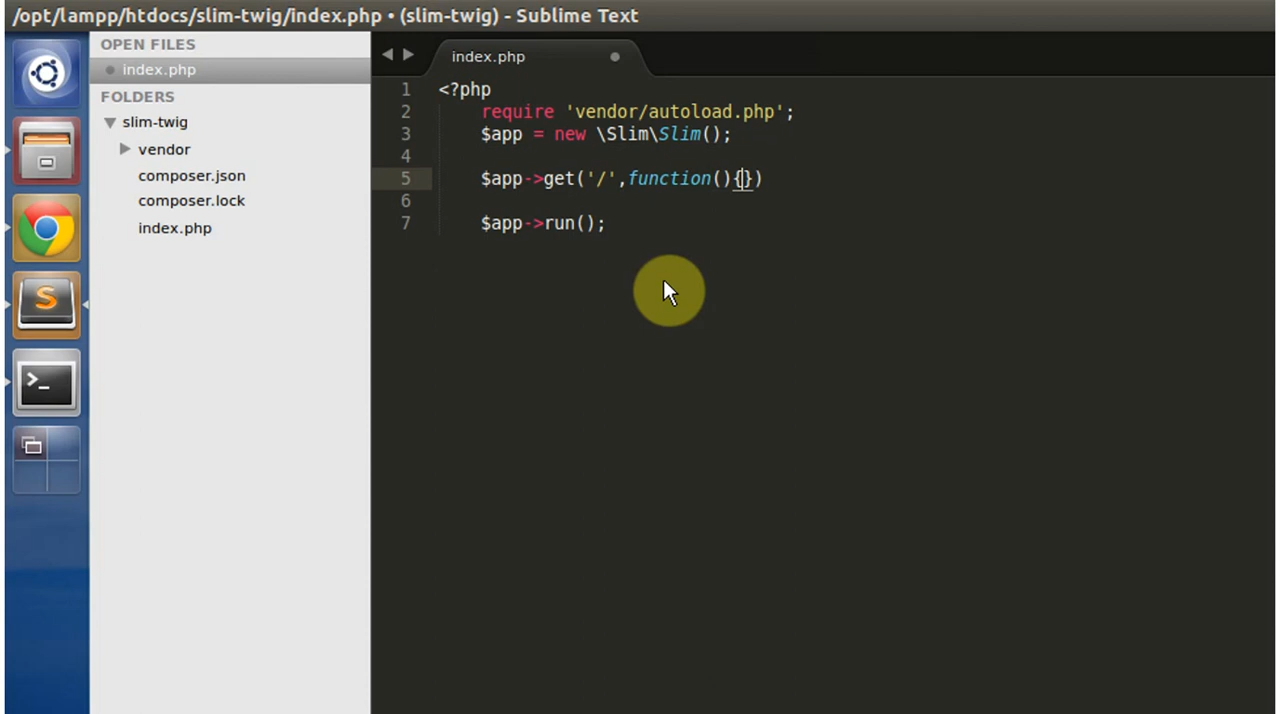 /opt/lampp/htdocs/slim-twig/index.php • (slim-twig) - Sublime Text
OPEN FILES
index.php
FOLDERS
slim-twig
vendor
composer.json
composer.lock
index.php
index.php
1 <?php
2 require 'vendor/autoload.php';
3 $app = new \Slim\Slim();
4
5 $app->get('/',function(){})
6
7 $app->run();